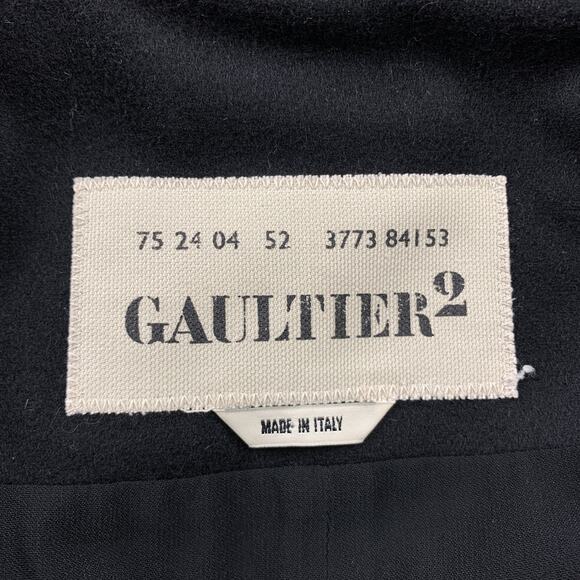 75 24 04 52 3773 84153
GAULTIER²
MADE IN ITALY